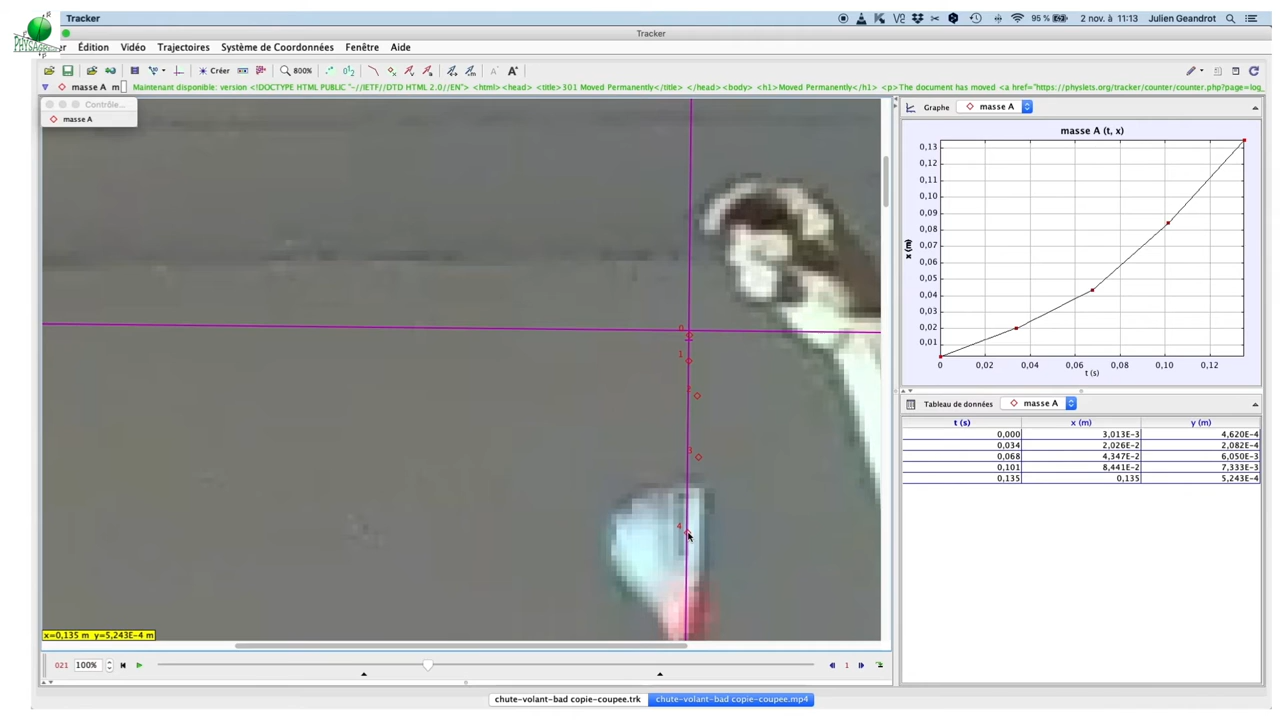 Tracker
95 %
2 nov. à 11:13
Julien Geandrot
Tracker
Édition
Vidéo
Trajectoires
Système de Coordonnées
Fenêtre
Aide
Créer
800%
masse A m
Maintenant disponible: version <!DOCTYPE HTML PUBLIC "-//IETF//DTD HTML 2.0//EN"> <html><head> <title>301 Moved Permanently</title> </head><body> <h1>Moved Permanently</h1> <p>The document has moved <a href="https://physlets.org/tracker/counter/counter.php?page=log_
Contrôle...
masse A
0
1
2
3
4
x=0,135 m y=5,243E-4 m
021
100%
1
Graphe
masse A
masse A (t, x)
0,13
0,12
0,11
0,10
0,09
0,08
0,07
0,06
0,05
0,04
0,03
0,02
0,01
x (m)
0 0,02 0,04 0,06 0,08 0,10 0,12
t (s)
Tableau de données
masse A
t (s) x (m) y (m)
0,000 3,013E-3 4,620E-4
0,034 2,026E-2 2,082E-4
0,068 4,347E-2 6,050E-3
0,101 8,441E-2 7,333E-3
0,135 0,135 5,243E-4
chute-volant-bad copie-coupee.trk
chute-volant-bad copie-coupee.mp4